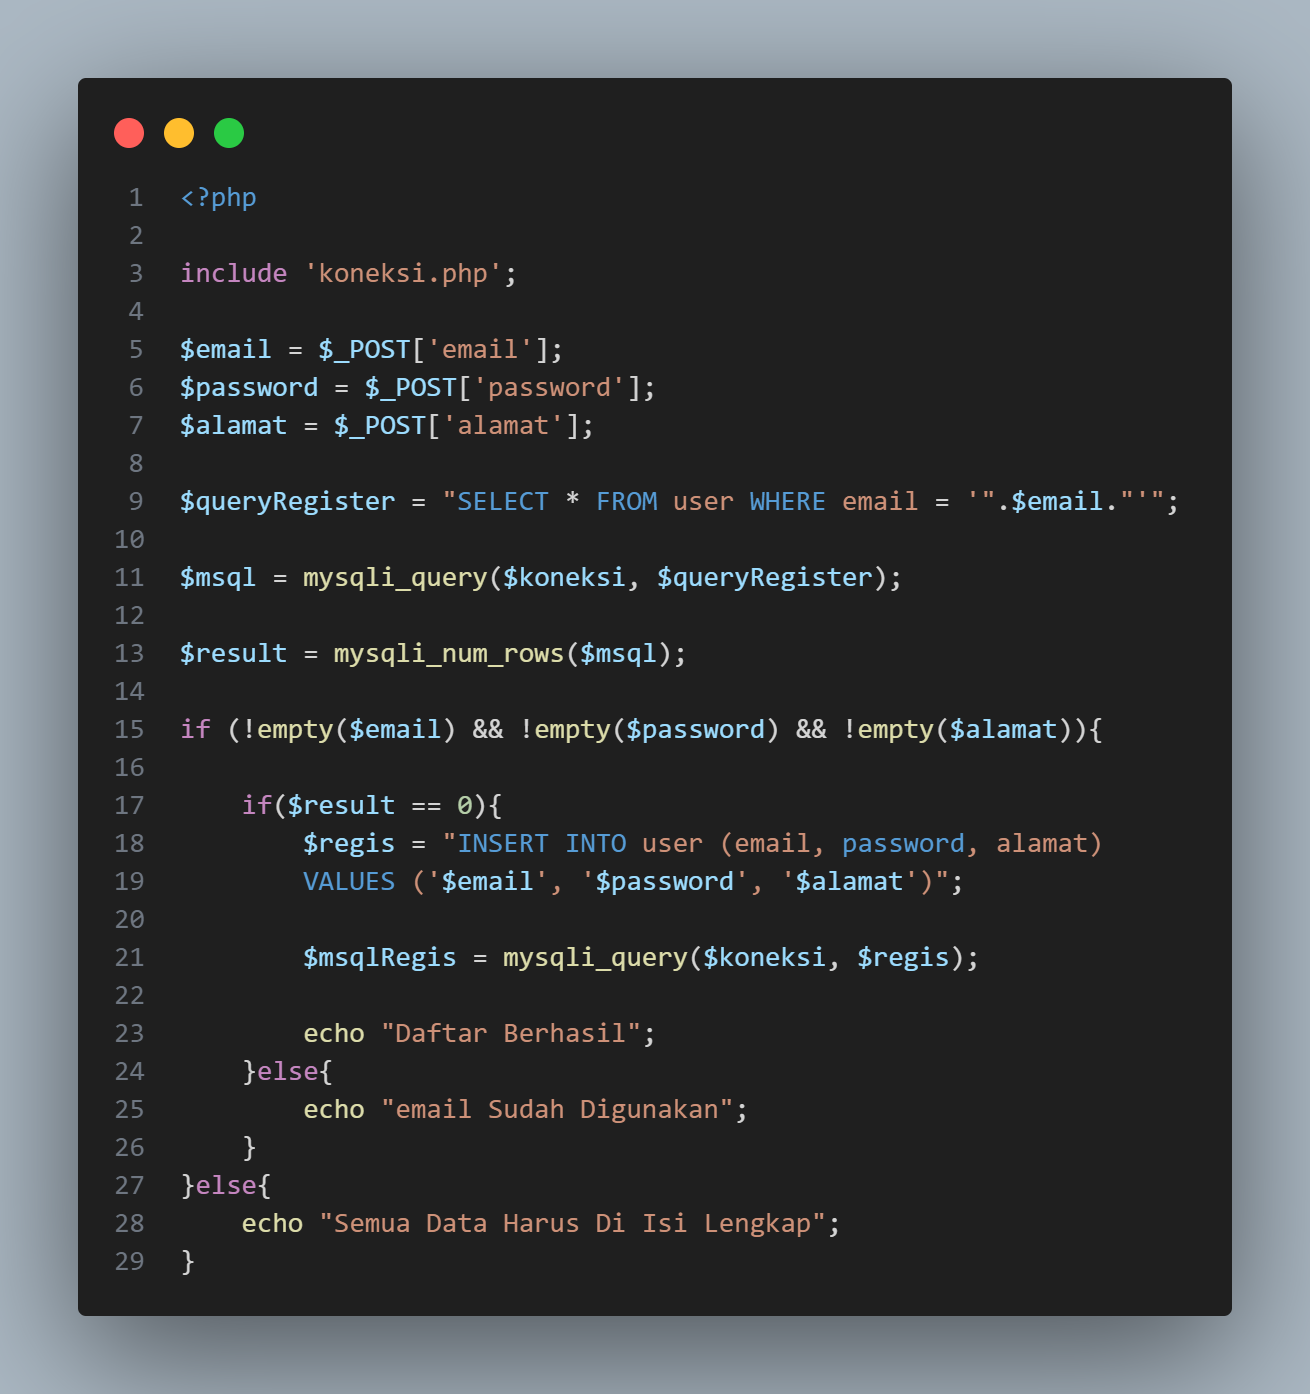 1 <?php
2
3 include 'koneksi.php';
4
5 $email = $_POST['email'];
6 $password = $_POST['password'];
7 $alamat = $_POST['alamat'];
8
9 $queryRegister = "SELECT * FROM user WHERE email = '".$email."'";
10
11 $msql = mysqli_query($koneksi, $queryRegister);
12
13 $result = mysqli_num_rows($msql);
14
15 if (!empty($email) && !empty($password) && !empty($alamat)){
16
17     if($result == 0){
18         $regis = "INSERT INTO user (email, password, alamat)
19         VALUES ('$email', '$password', '$alamat')";
20
21         $msqlRegis = mysqli_query($koneksi, $regis);
22
23         echo "Daftar Berhasil";
24     }else{
25         echo "email Sudah Digunakan";
26     }
27 }else{
28     echo "Semua Data Harus Di Isi Lengkap";
29 }